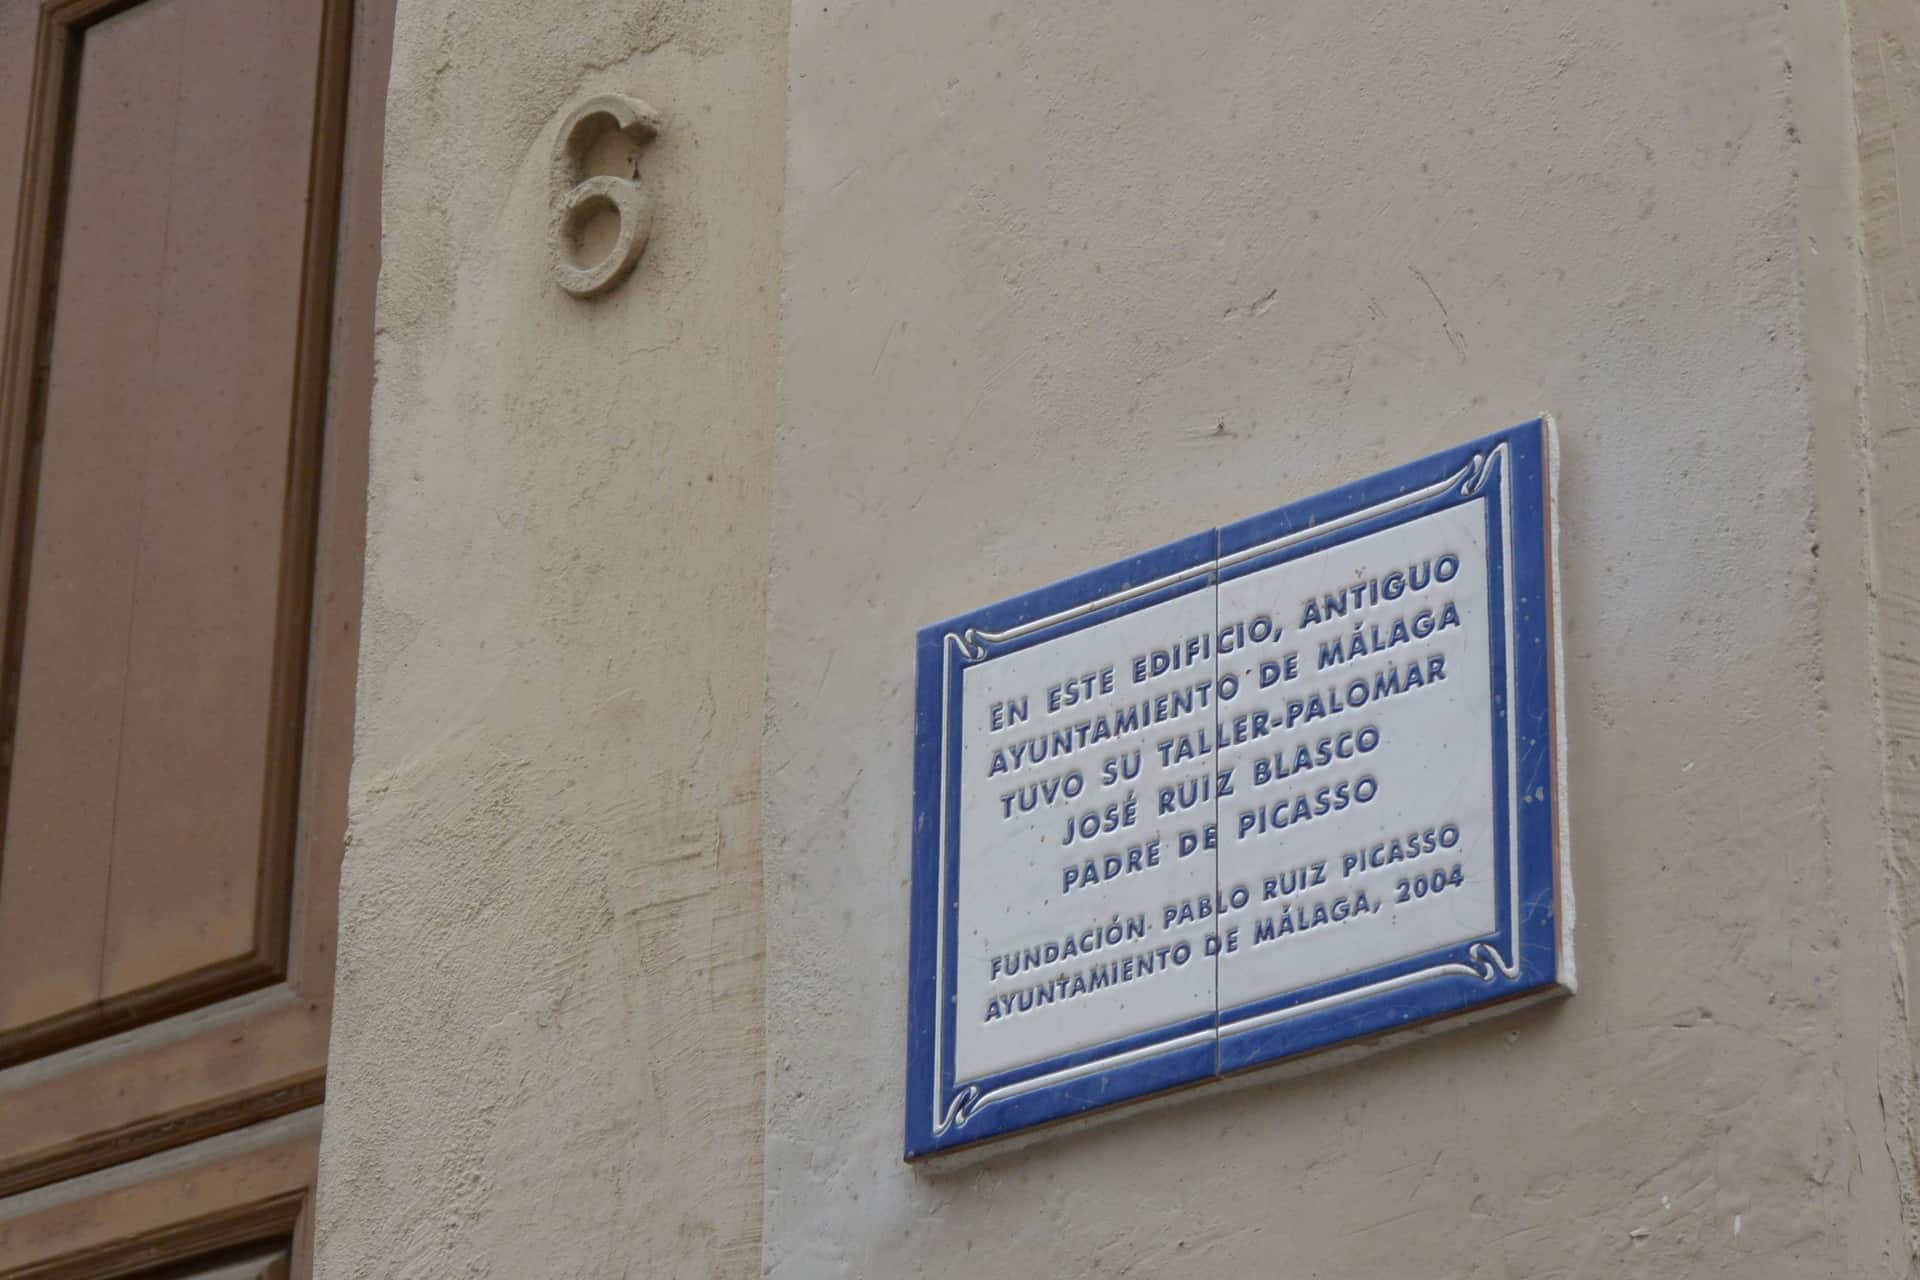 6
EN ESTE EDIFICIO, ANTIGUO
AYUNTAMIENTO DE MÁLAGA
TUVO SU TALLER-PALOMAR
JOSÉ RUIZ BLASCO
PADRE DE PICASSO
FUNDACIÓN PABLO RUIZ PICASSO
AYUNTAMIENTO DE MÁLAGA, 2004